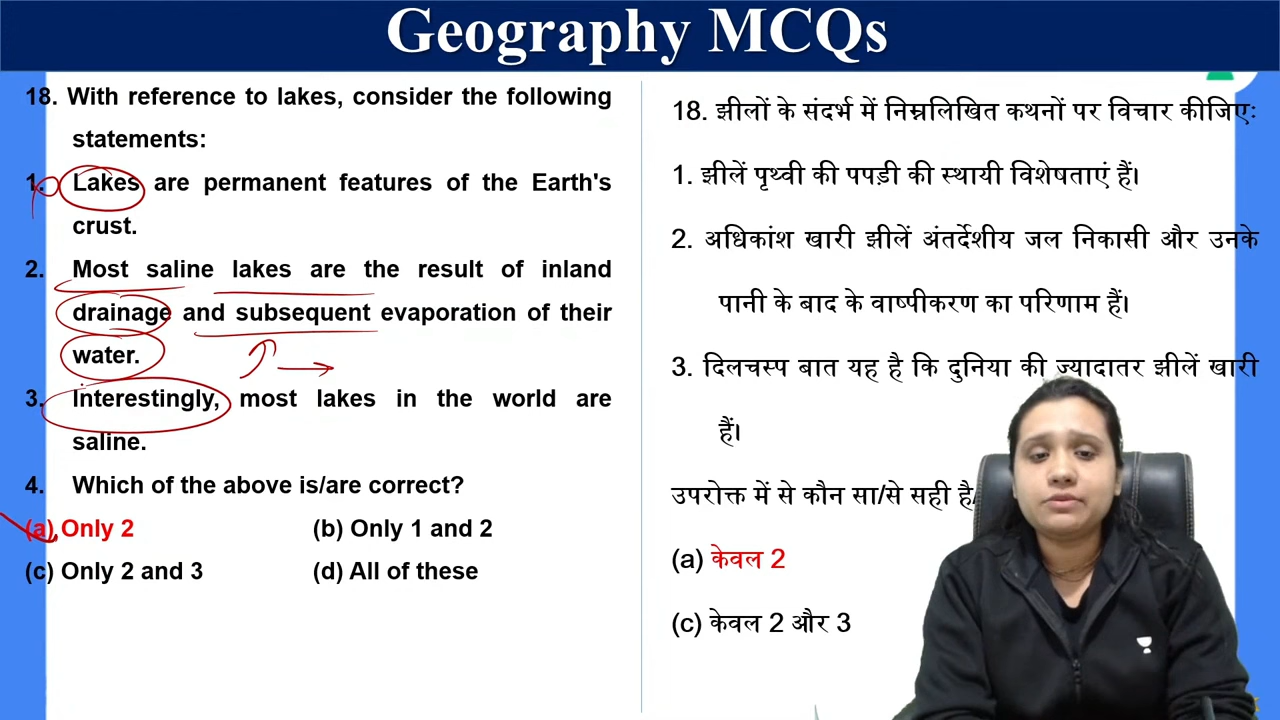 Geography MCQs
18. With reference to lakes, consider the following
statements:
1. Lakes are permanent features of the Earth's
crust.
2. Most saline lakes are the result of inland
drainage and subsequent evaporation of their
water.
3. Interestingly, most lakes in the world are
saline.
4. Which of the above is/are correct?
(a) Only 2 (b) Only 1 and 2
(c) Only 2 and 3 (d) All of these
18. झीलों के संदर्भ में निम्नलिखित कथनों पर विचार कीजिएः
1. झीलें पृथ्वी की पपड़ी की स्थायी विशेषताएं हैं।
2. अधिकांश खारी झीलें अंतर्देशीय जल निकासी और उनके
पानी के बाद के वाष्पीकरण का परिणाम हैं।
3. दिलचस्प बात यह है कि दुनिया की ज्यादातर झीलें खारी
हैं।
उपरोक्त में से कौन सा/से सही है/
(a) केवल 2
(c) केवल 2 और 3